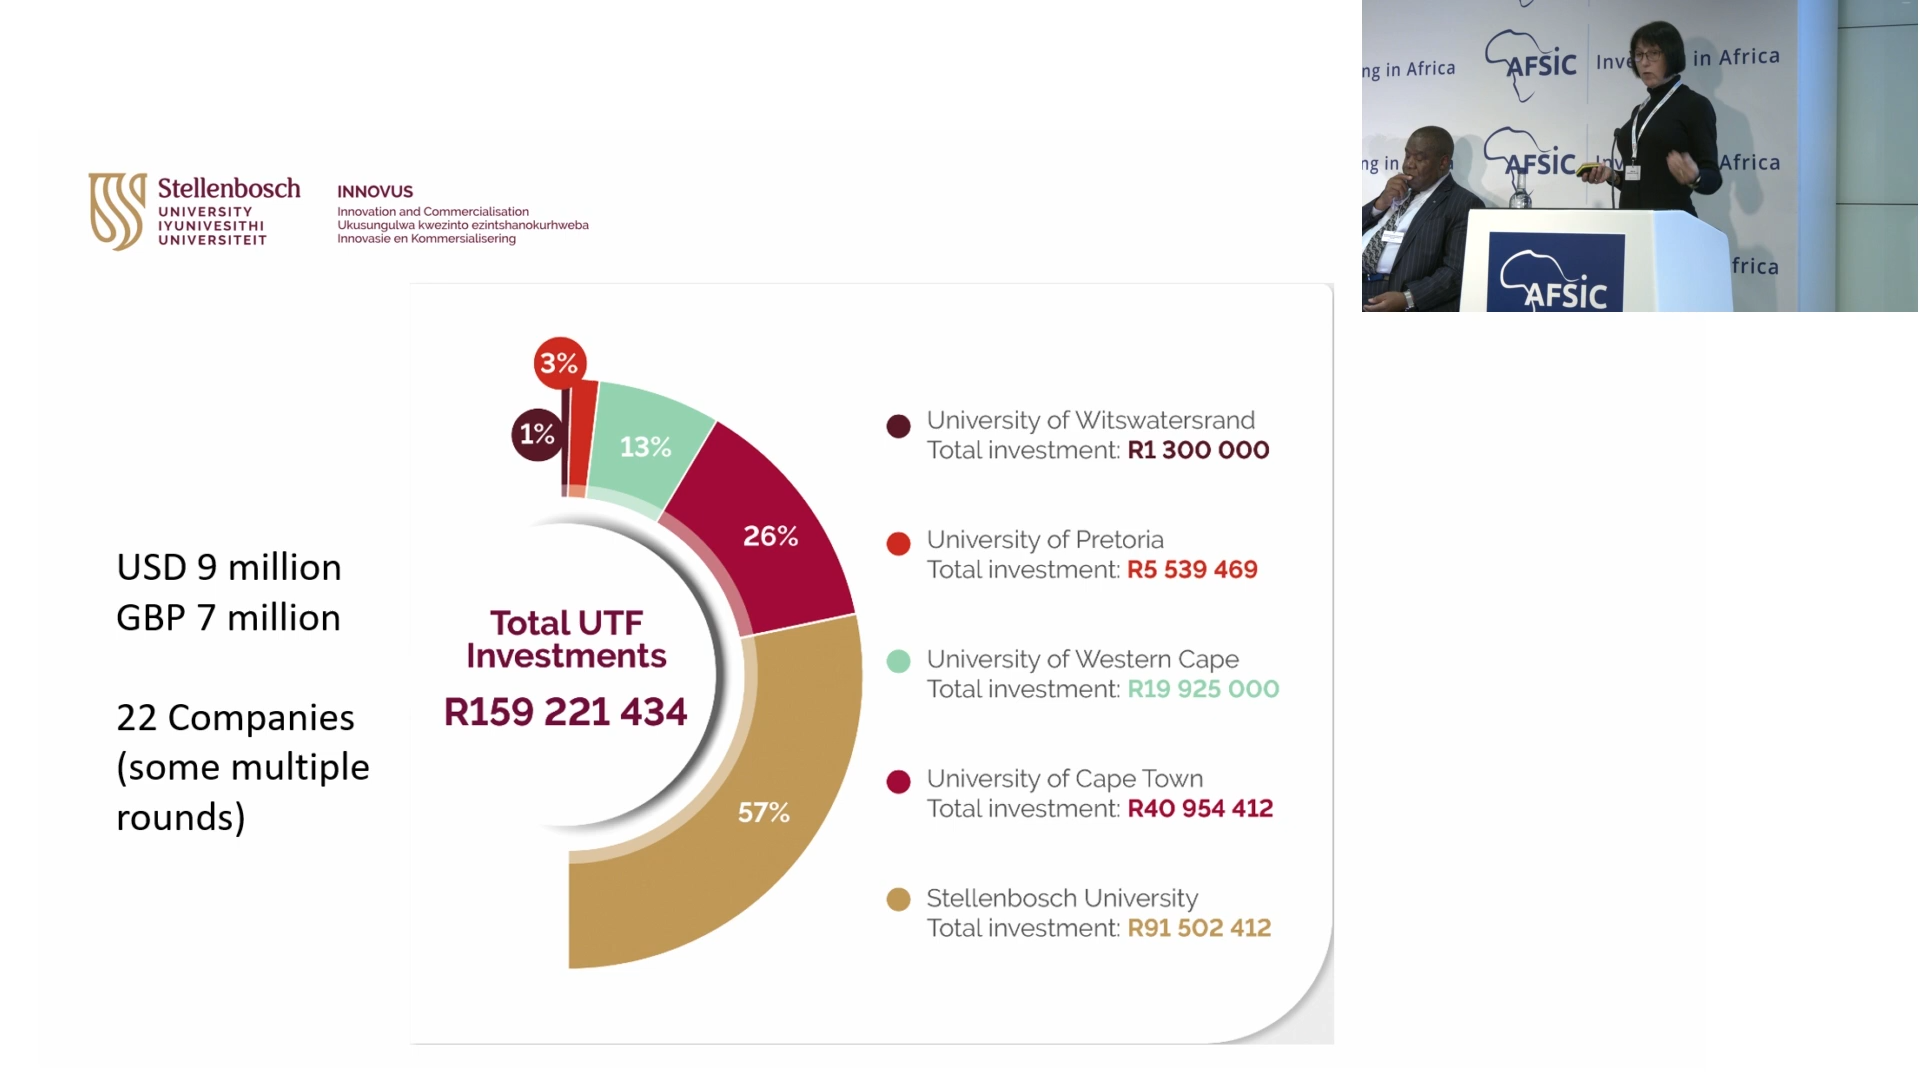 Stellenbosch
UNIVERSITY
IYUNIVESITHI
UNIVERSITEIT
INNOVUS
Innovation and Commercialisation
Ukusungulwa kwezinto ezintshanokurhweba
Innovasie en Kommersialisering
USD 9 million
GBP 7 million
22 Companies
(some multiple
rounds)
3%
1%
13%
26%
57%
Total UTF
Investments
R159 221 434
University of Witswatersrand
Total investment: R1 300 000
University of Pretoria
Total investment: R5 539 469
University of Western Cape
Total investment: R19 925 000
University of Cape Town
Total investment: R40 954 412
Stellenbosch University
Total investment: R91 502 412
ng in Africa
AFSIC
Inve in Africa
ng in
AFSIC
Inv Africa
frica
AFSIC